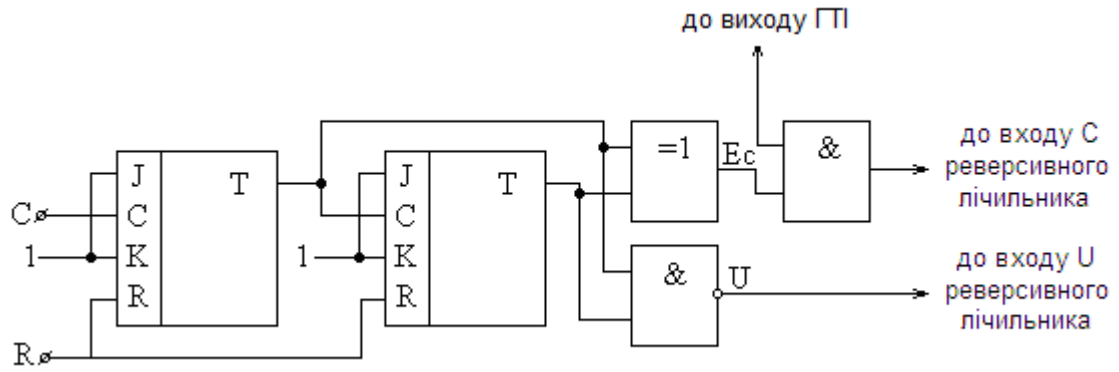 до виходу ГТІ
=1
Ec
&
до входу С
реверсивного
лічильника
J
T
C
C
1
K
R
J
T
C
1
K
R
&
U
до входу U
реверсивного
лічильника
R